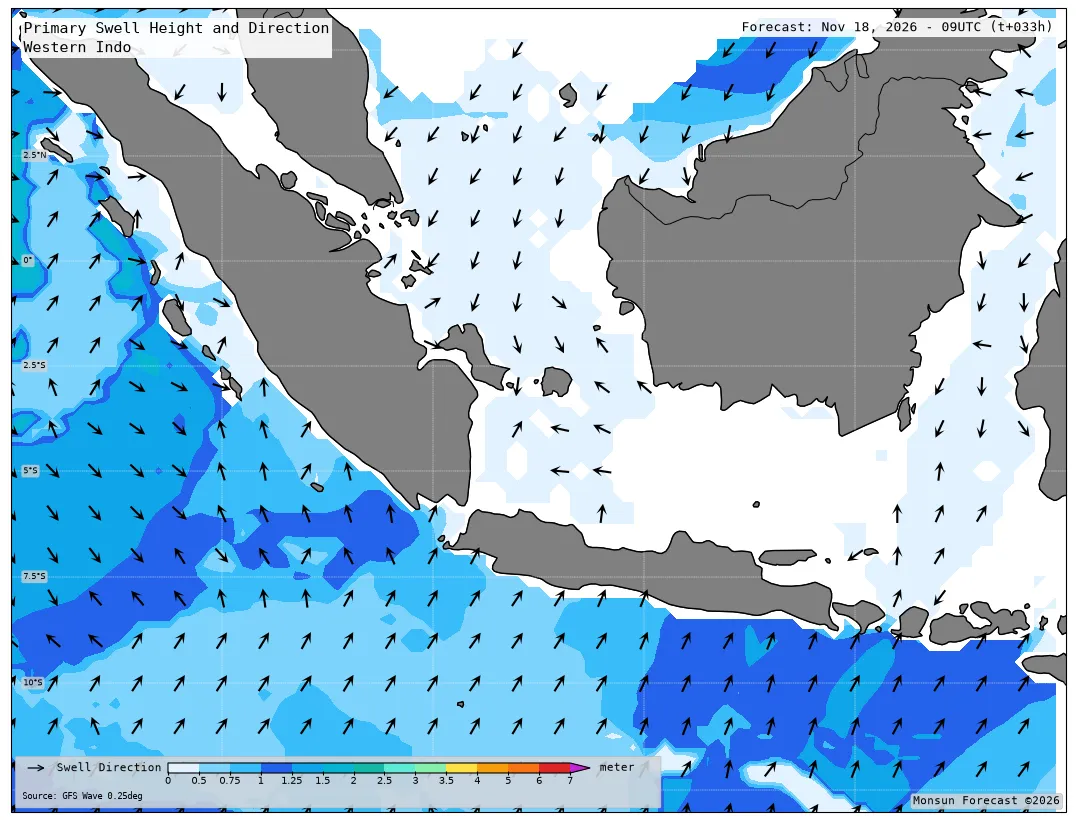 Primary Swell Height and Direction
Western Indo
Forecast: Nov 18, 2026 - 09UTC (t+033h)
2.5°N
0°
2.5°S
5°S
7.5°S
10°S
Swell Direction
0 0.5 0.75 1 1.25 1.5 2 2.5 3 3.5 4 5 6 7
meter
Source: GFS Wave 0.25deg
Monsun Forecast ©2026